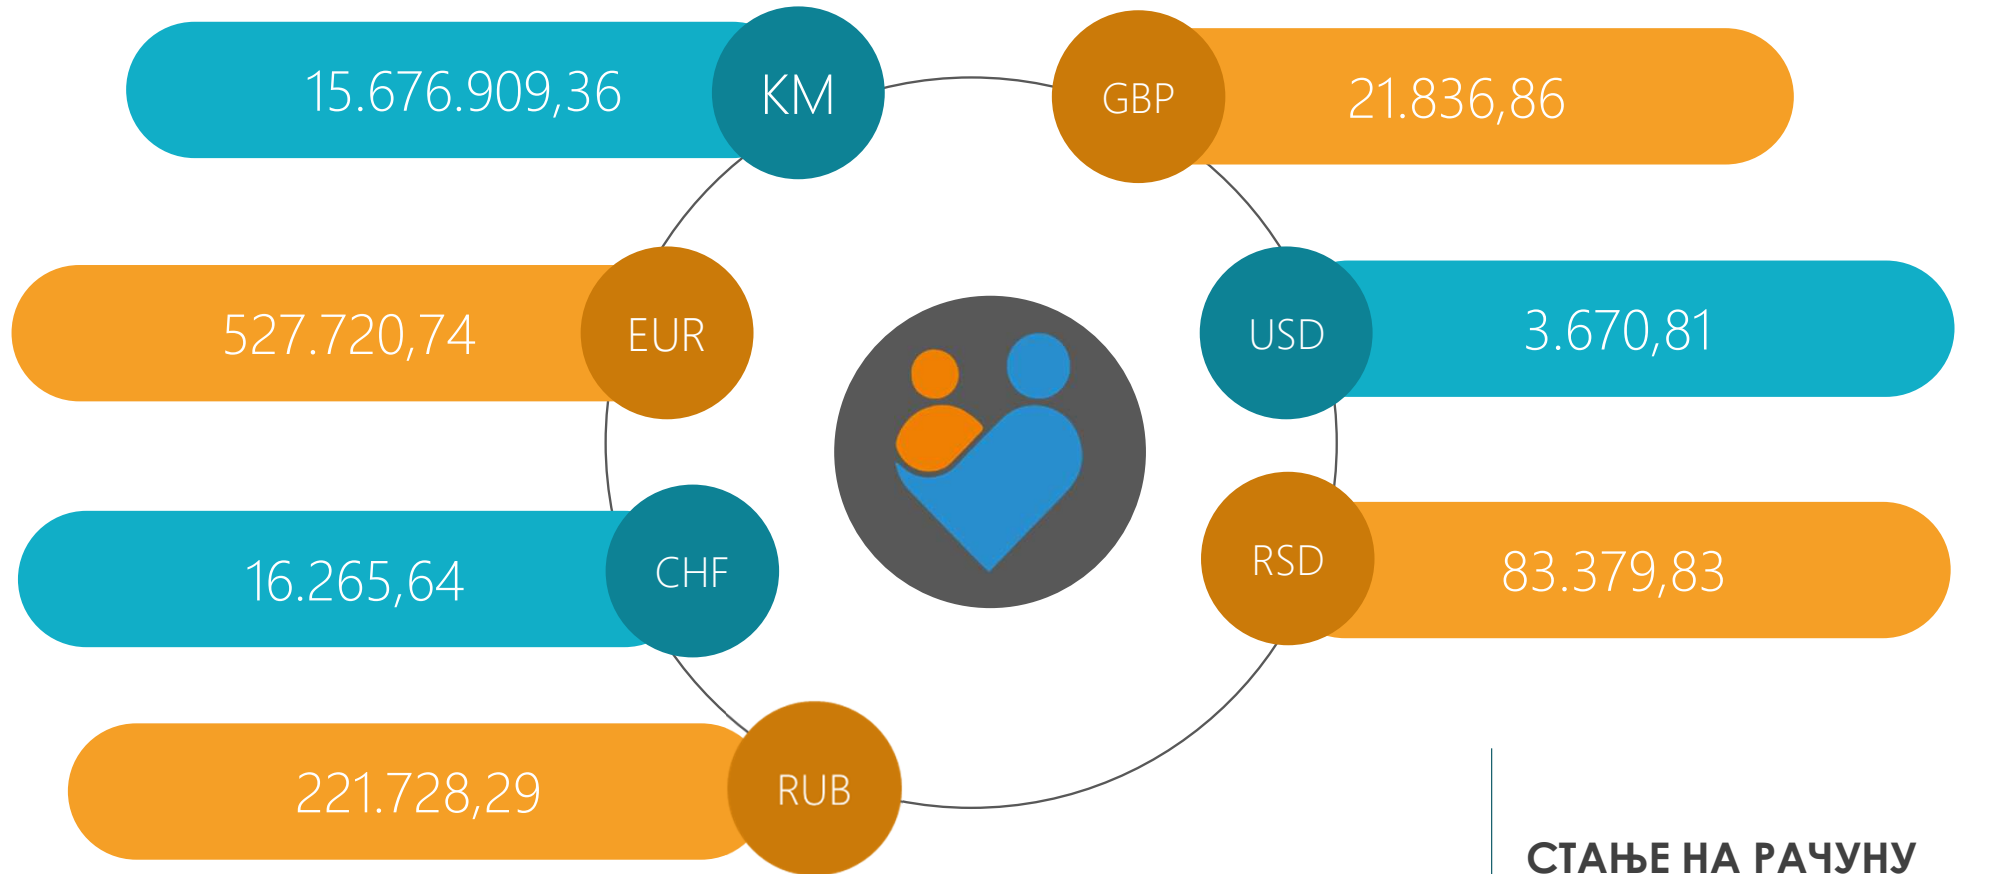 15.676.909,36
KM
GBP
21.836,86
527.720,74
EUR
USD
3.670,81
16.265,64
CHF
RSD
83.379,83
221.728,29
RUB
СТАЊЕ НА РАЧУНУ